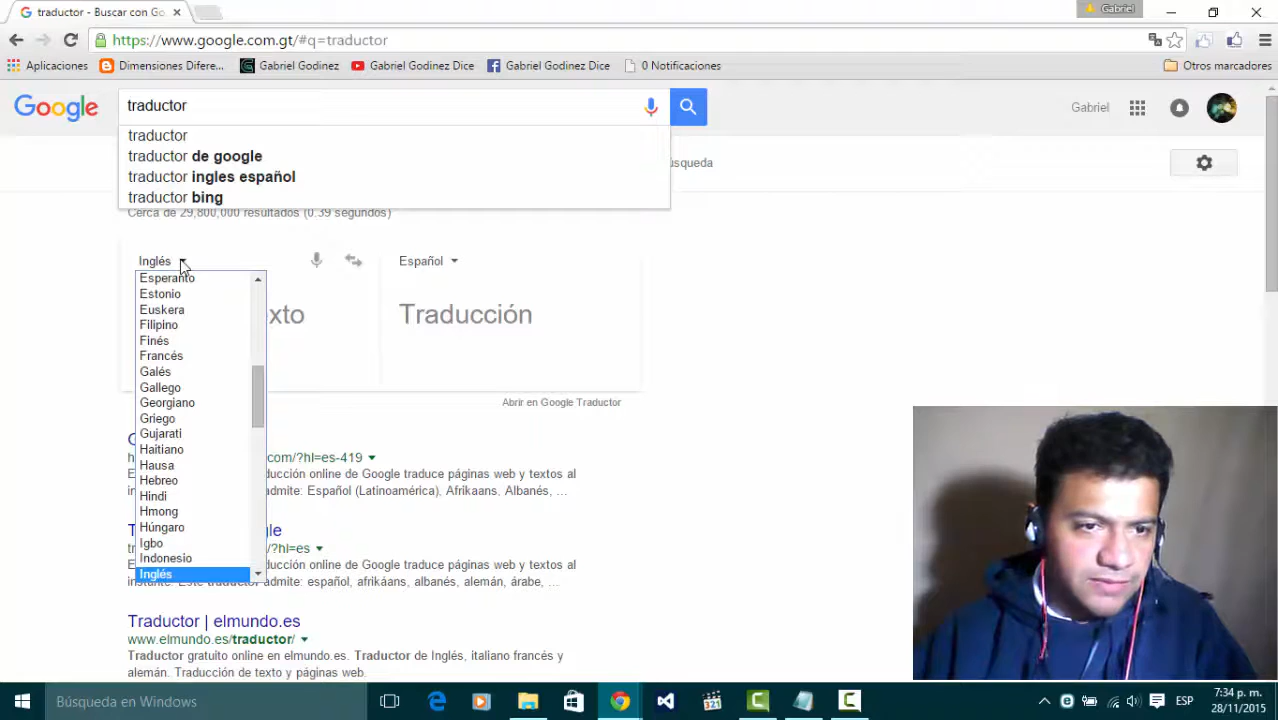 traductor - Buscar con Go
Gabriel
https://www.google.com.gt/#q=traductor
Aplicaciones
Dimensiones Difere...
Gabriel Godinez
Gabriel Godinez Dice
Gabriel Godinez Dice
0 Notificaciones
Otros marcadores
Google
traductor
Gabriel
traductor
traductor de google
traductor ingles español
traductor bing
úsqueda
Cerca de 29,800,000 resultados (0.39 segundos)
Inglés
Español
Esperanto
Estonio
Euskera
Filipino
Finés
Francés
Galés
Gallego
Georgiano
Griego
Gujarati
Haitiano
Hausa
Hebreo
Hindi
Hmong
Húngaro
Igbo
Indonesio
Inglés
xto
Traducción
Abrir en Google Traductor
com/?hl=es-419
ducción online de Google traduce páginas web y textos al
admite: Español (Latinoamérica), Afrikaans, Albanés, ...
gle
/?hl=es
ducción online de Google traduce páginas web y textos al
instante. Este traductor admite: español, afrikáans, albanés, alemán, árabe, ...
Traductor | elmundo.es
www.elmundo.es/traductor/
Traductor gratuito online en elmundo.es. Traductor de Inglés, italiano francés y
alemán. Traducción de texto y páginas web.
Búsqueda en Windows
321
ESP
7:34 p. m.
28/11/2015